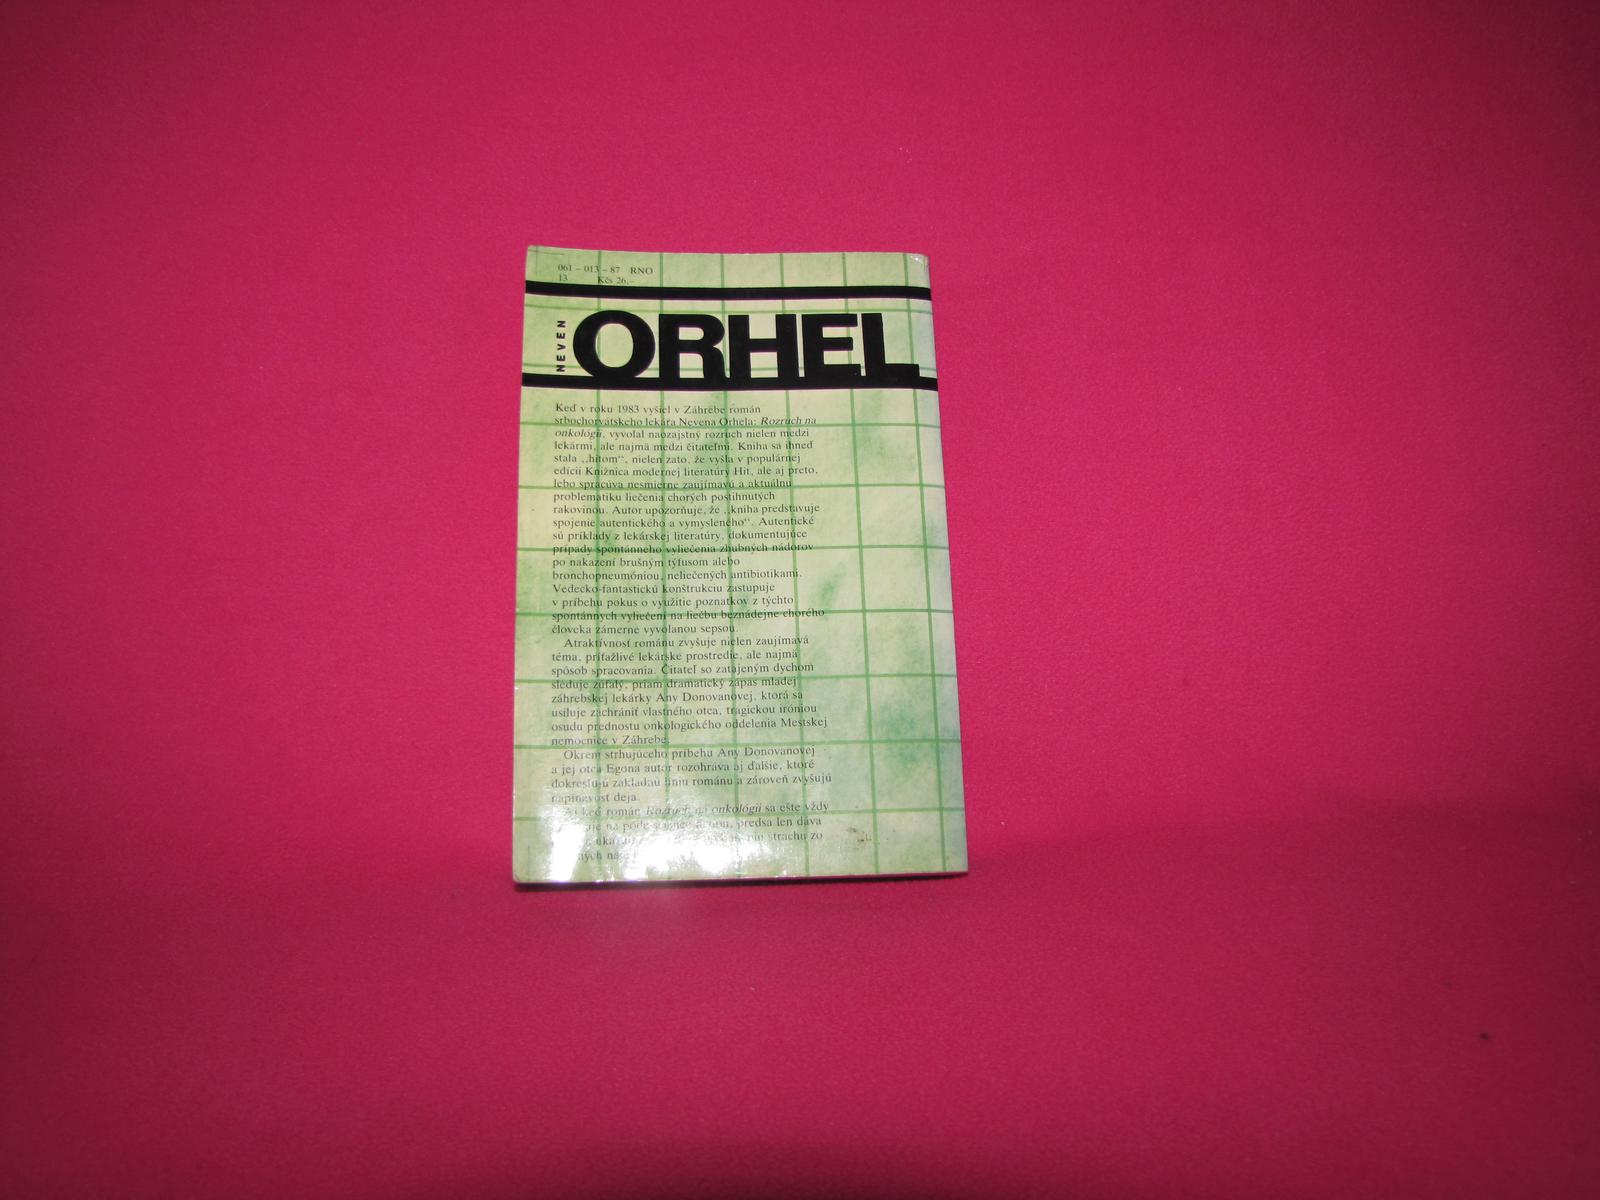 061 – 013 – 87 RNO
13 Kčs 26,–
NEVEN
ORHEL
Keď v roku 1983 vyšiel v Záhrebe román
srbochorvátskeho lekára Nevena Orhela: Rozruch na
onkológii, vyvolal naozajstný rozruch nielen medzi
lekármi, ale najmä medzi čitateľmi. Kniha sa ihneď
stala „hitom“, nielen zato, že vyšla v populárnej
edícii Knižnica modernej literatúry Hit, ale aj preto,
lebo spracúva nesmierne zaujímavú a aktuálnu
problematiku liečenia chorých postihnutých
rakovinou. Autor upozorňuje, že „kniha predstavuje
spojenie autentického a vymysleného“. Autentické
sú príklady z lekárskej literatúry, dokumentujúce
prípady spontánneho vyliečenia zhubných nádorov
po nakazení brušným týfusom alebo
bronchopneumóniou, neliečených antibiotikami.
Vedecko-fantastickú konštrukciu zastupuje
v príbehu pokus o využitie poznatkov z týchto
spontánnych vyliečení na liečbu beznádejne chorého
človeka zámerne vyvolanou sepsou.
Atraktívnosť románu zvyšuje nielen zaujímavá
téma, príťažlivé lekárske prostredie, ale najmä
spôsob spracovania. Čitateľ so zatajeným dychom
sleduje zúfalý, priam dramatický zápas mladej
záhrebskej lekárky Any Donovanovej, ktorá sa
usiluje zachrániť vlastného otca, tragickou iróniou
osudu prednostu onkologického oddelenia Mestskej
nemocnice v Záhrebe.
Okrem strhujúceho príbehu Any Donovanovej
a jej otca Egona autor rozohráva aj ďalšie, ktoré
dokresľujú základnú líniu románu a zároveň zvyšujú
napínavosť deja.
Aj keď román Rozruch na onkológii sa ešte vždy
na pôde predsa len dáva
strachu zo